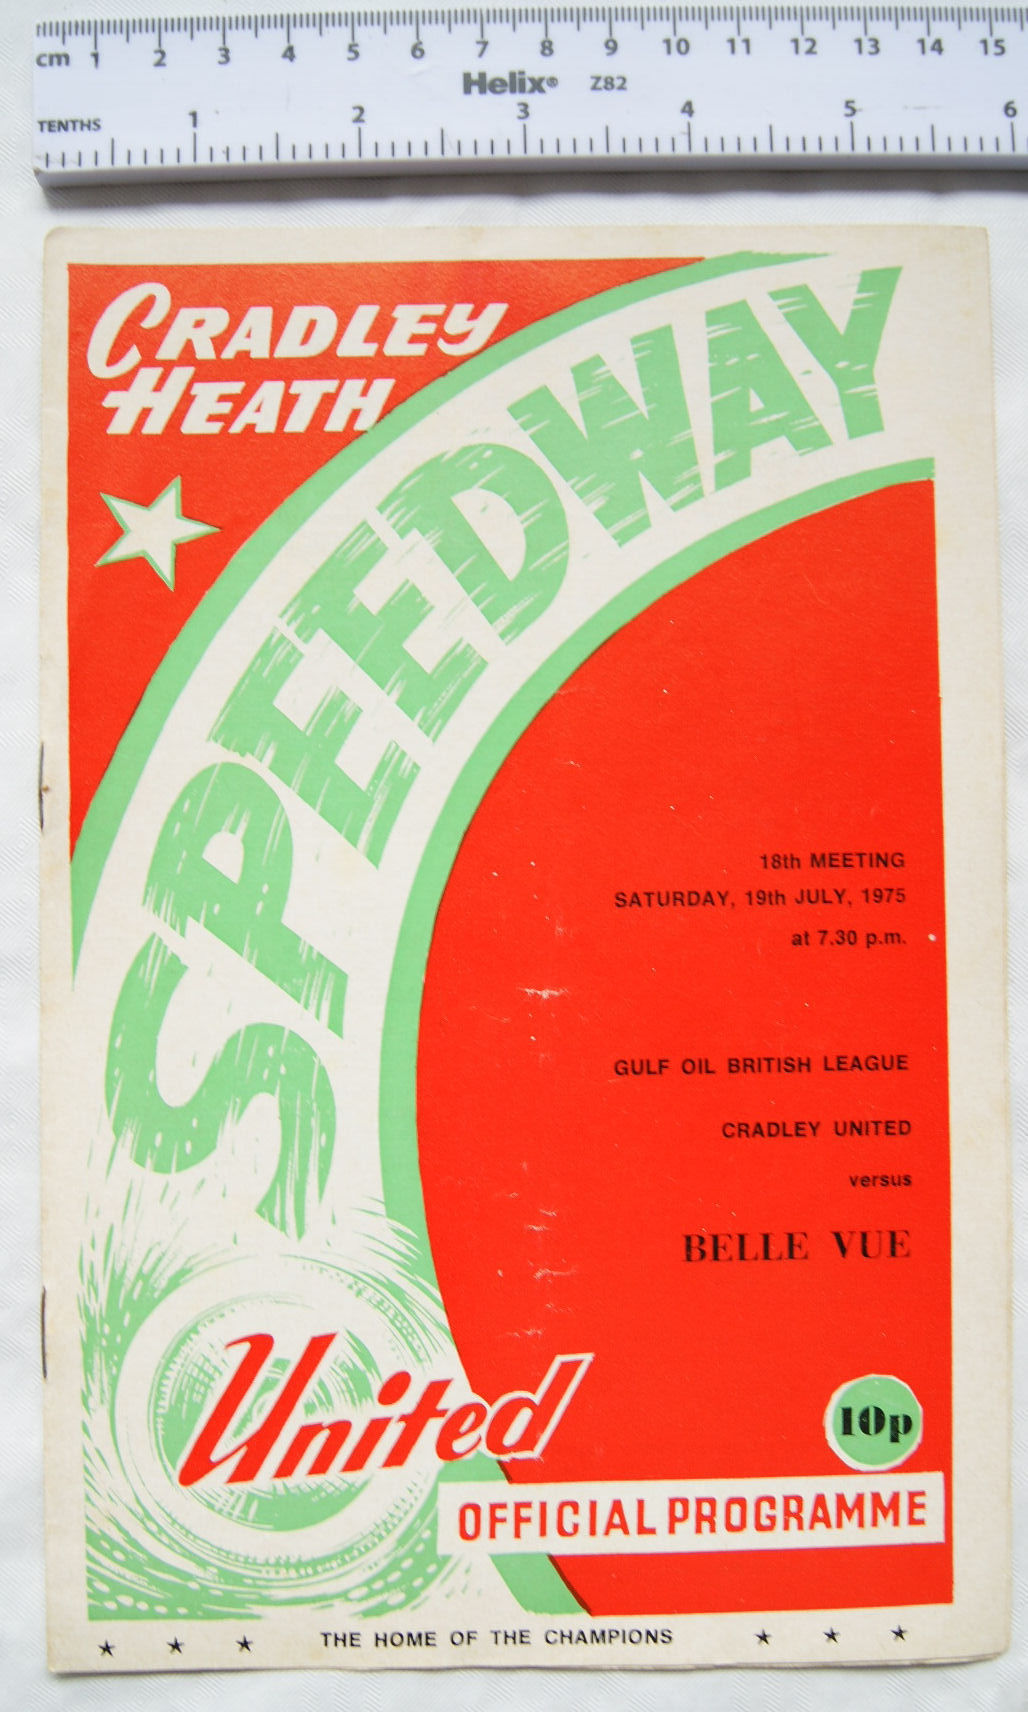 cm 1 2 3 4 5 6 7 8 9 10 11 12 13 14 15
Helix® Z82
TENTHS 1 2 3 4 5 6
CRADLEY
HEATH
SPEEDWAY
18th MEETING
SATURDAY, 19th JULY, 1975
at 7.30 p.m.
GULF OIL BRITISH LEAGUE
CRADLEY UNITED
versus
BELLE VUE
United
10p
OFFICIAL PROGRAMME
THE HOME OF THE CHAMPIONS